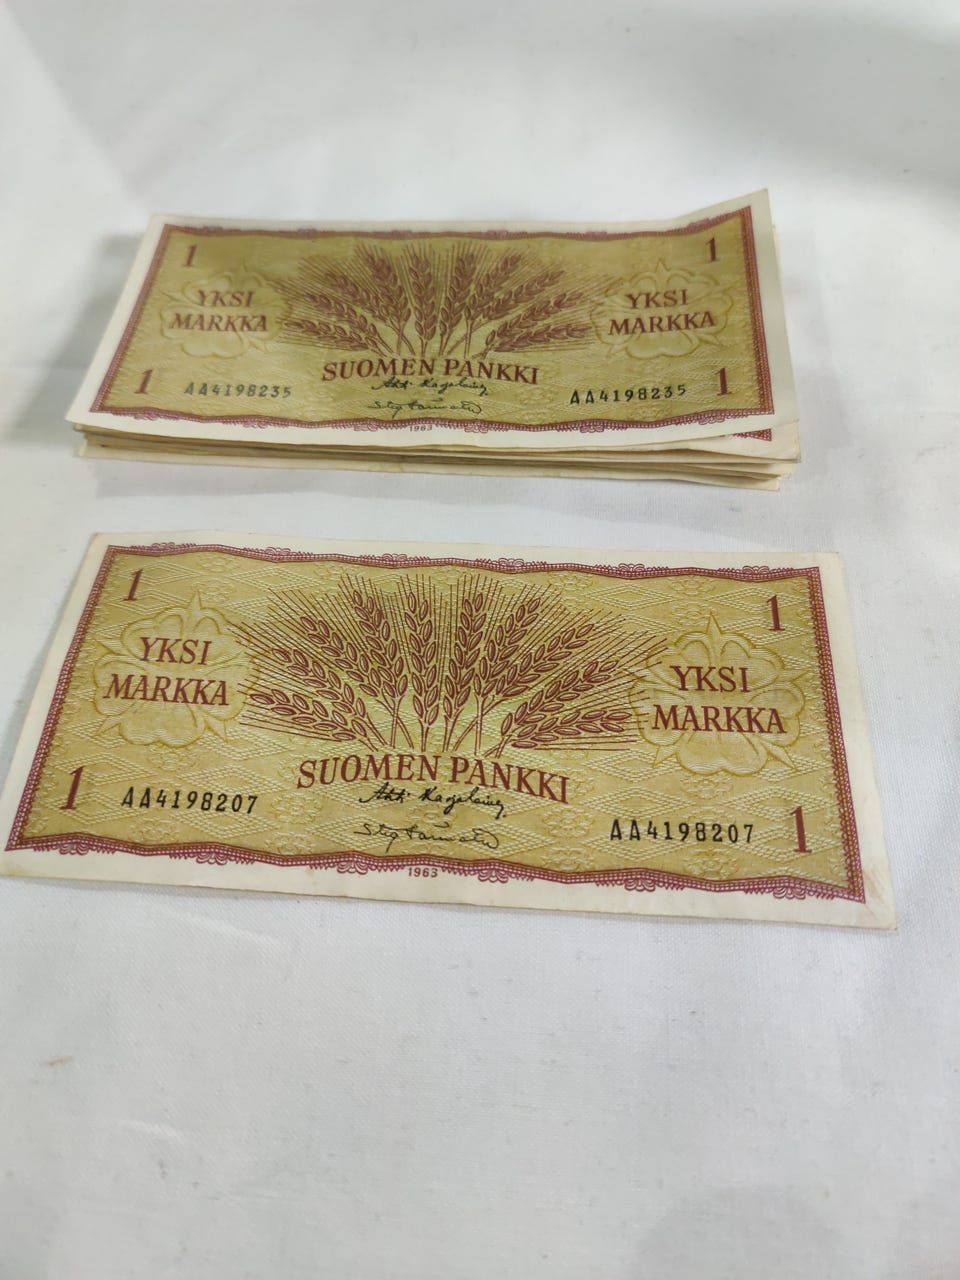 1 1
YKSI YKSI
MARKKA MARKKA
SUOMEN PANKKI
1 AA4198235 AA4198235 1
1963
1 1
YKSI YKSI
MARKKA MARKKA
SUOMEN PANKKI
1 AA4198207 AA4198207 1
1963